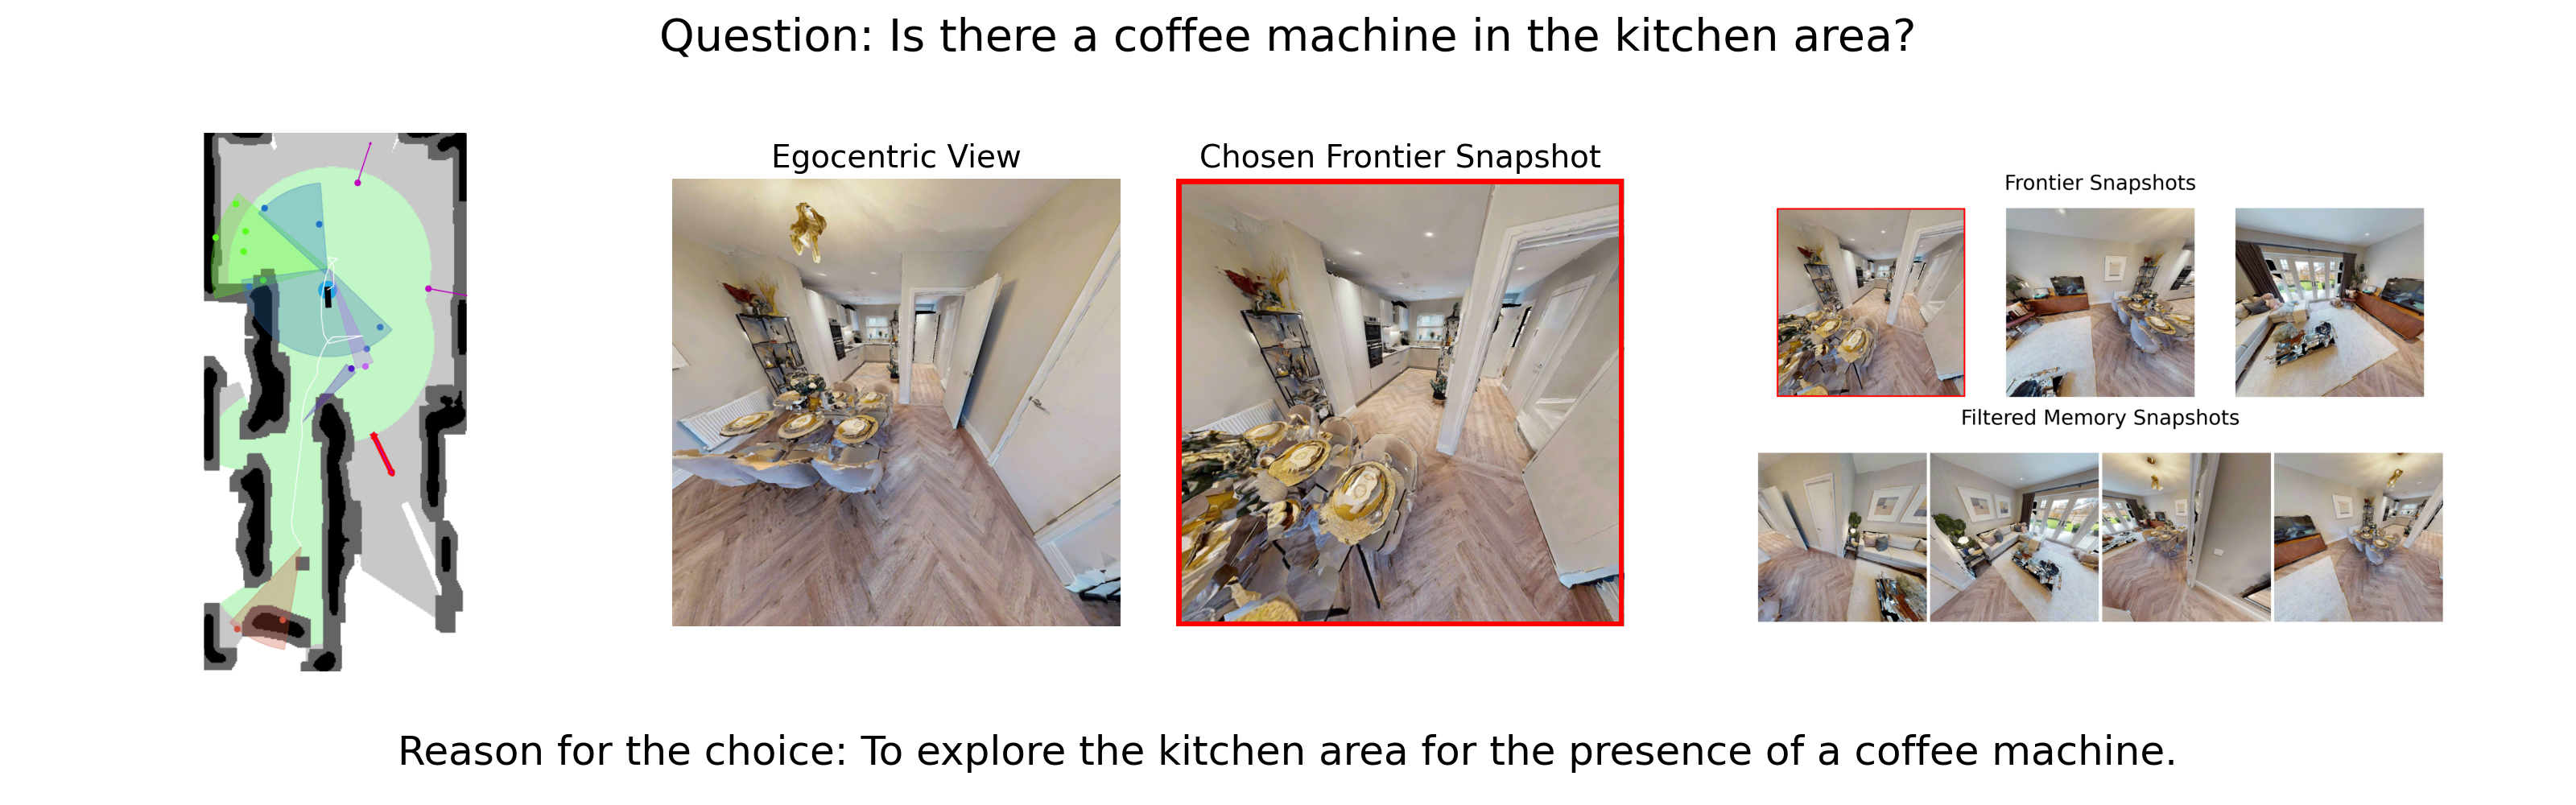 Question: Is there a coffee machine in the kitchen area?
Egocentric View
Chosen Frontier Snapshot
Frontier Snapshots
Filtered Memory Snapshots
Reason for the choice: To explore the kitchen area for the presence of a coffee machine.